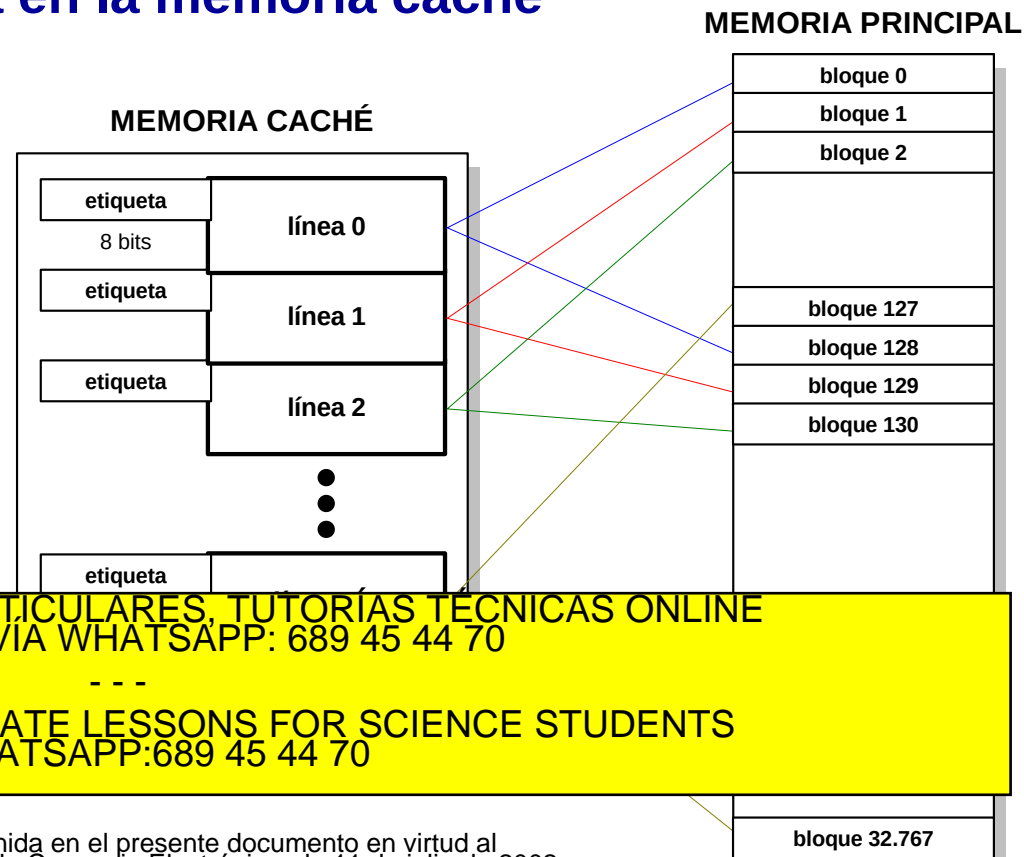 en la memoria caché
MEMORIA PRINCIPAL
MEMORIA CACHÉ
bloque 0
bloque 1
bloque 2
etiqueta
línea 0
8 bits
etiqueta
línea 1
bloque 127
bloque 128
etiqueta
línea 2
bloque 129
bloque 130
etiqueta
TICULARES, TUTORÍAS TÉCNICAS ONLINE
VÍA WHATSAPP: 689 45 44 70
- - -
ATE LESSONS FOR SCIENCE STUDENTS
ATSAPP:689 45 44 70
nida en el presente documento en virtud al
bloque 32.767